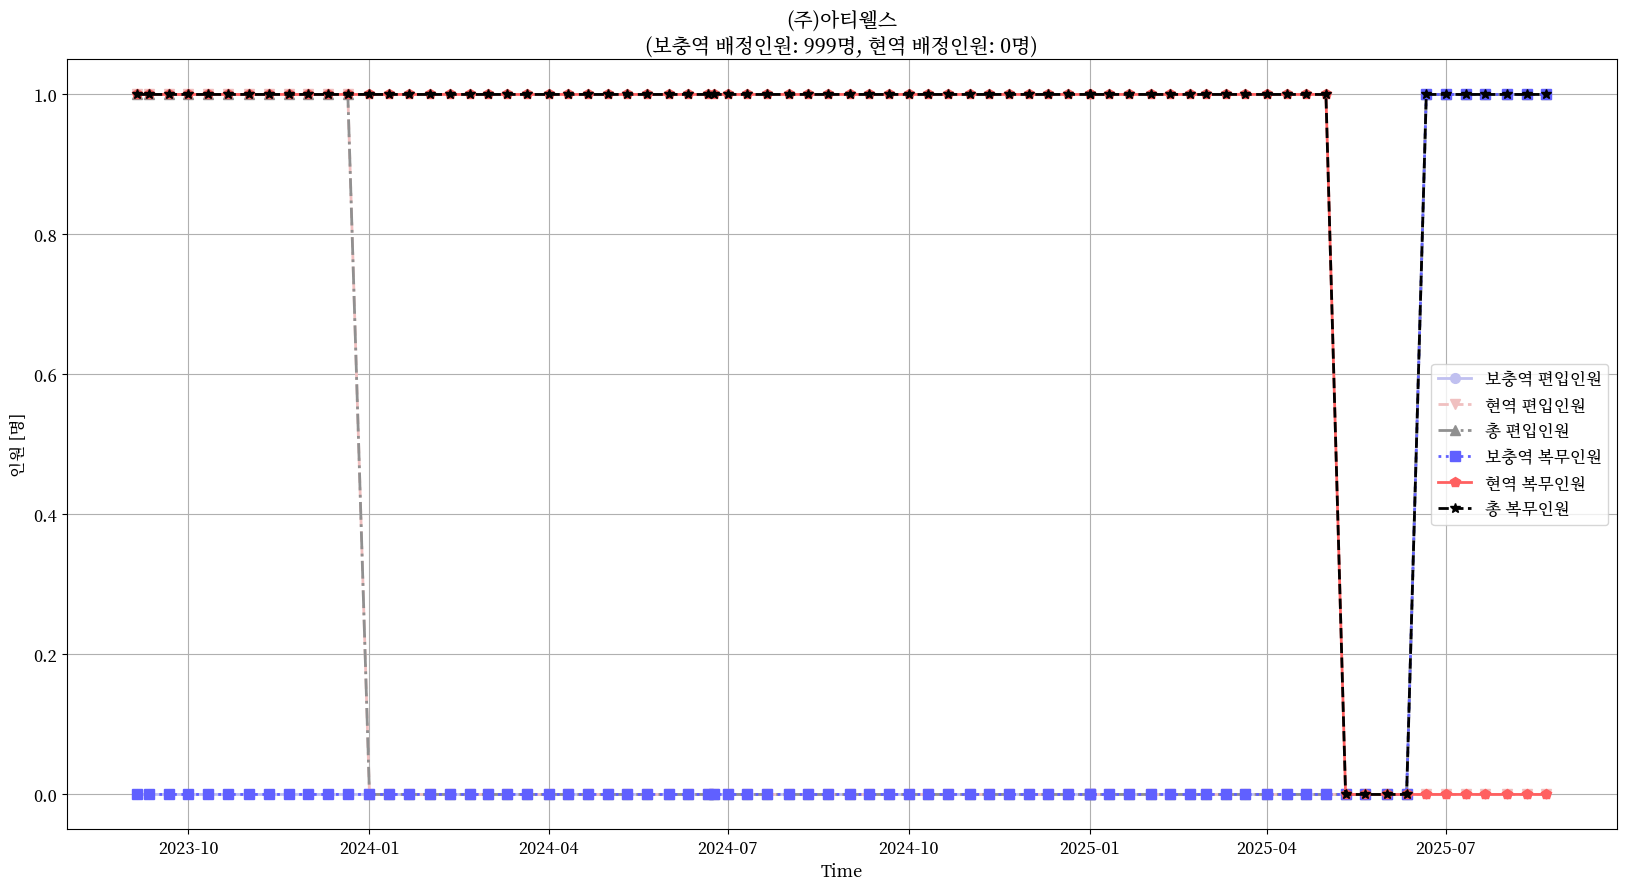 (주)아티웰스
(보충역 배정인원: 999명, 현역 배정인원: 0명)
인원 [명]
1.0
0.8
0.6
0.4
0.2
0.0
보충역 편입인원
현역 편입인원
총 편입인원
보충역 복무인원
현역 복무인원
총 복무인원
2023-10
2024-01
2024-04
2024-07
2024-10
2025-01
2025-04
2025-07
Time